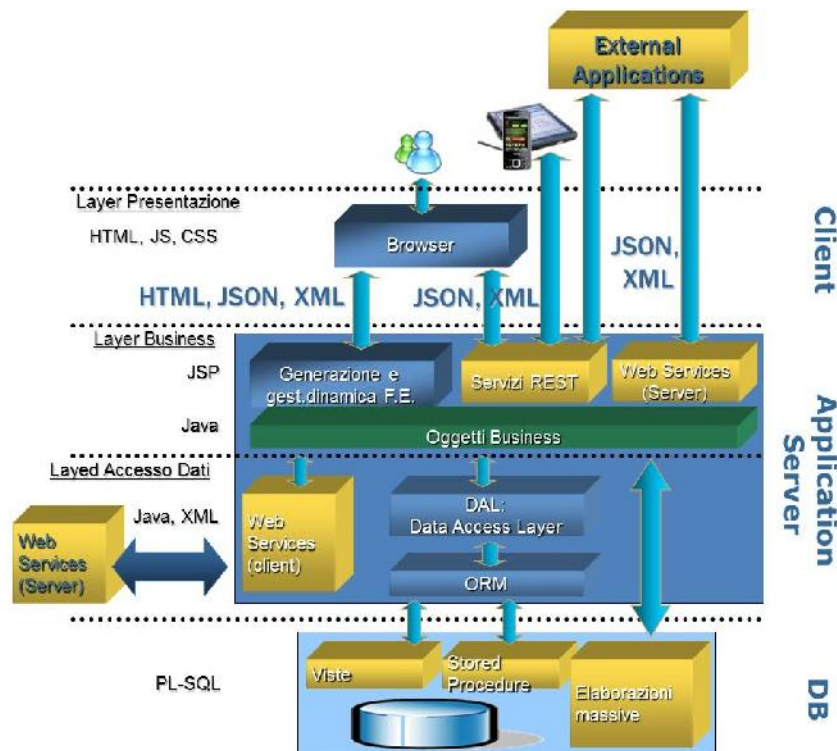 External
Applications
Layer Presentazione
HTML, JS, CSS
Browser
Client
HTML, JSON, XML
JSON, XML
JSON,
XML
Layer Business
JSP
Generazione e
gest.dinamica F.E.
Servizi REST
Web Services
(Server)
Java
Oggetti Business
Application
Server
Layed Accesso Dati
Java, XML
Web
Services
(Server)
Web
Services
(client)
DAL:
Data Access Layer
ORM
PL-SQL
Viste
Stored
Procedure
Elaborazioni
massive
DB